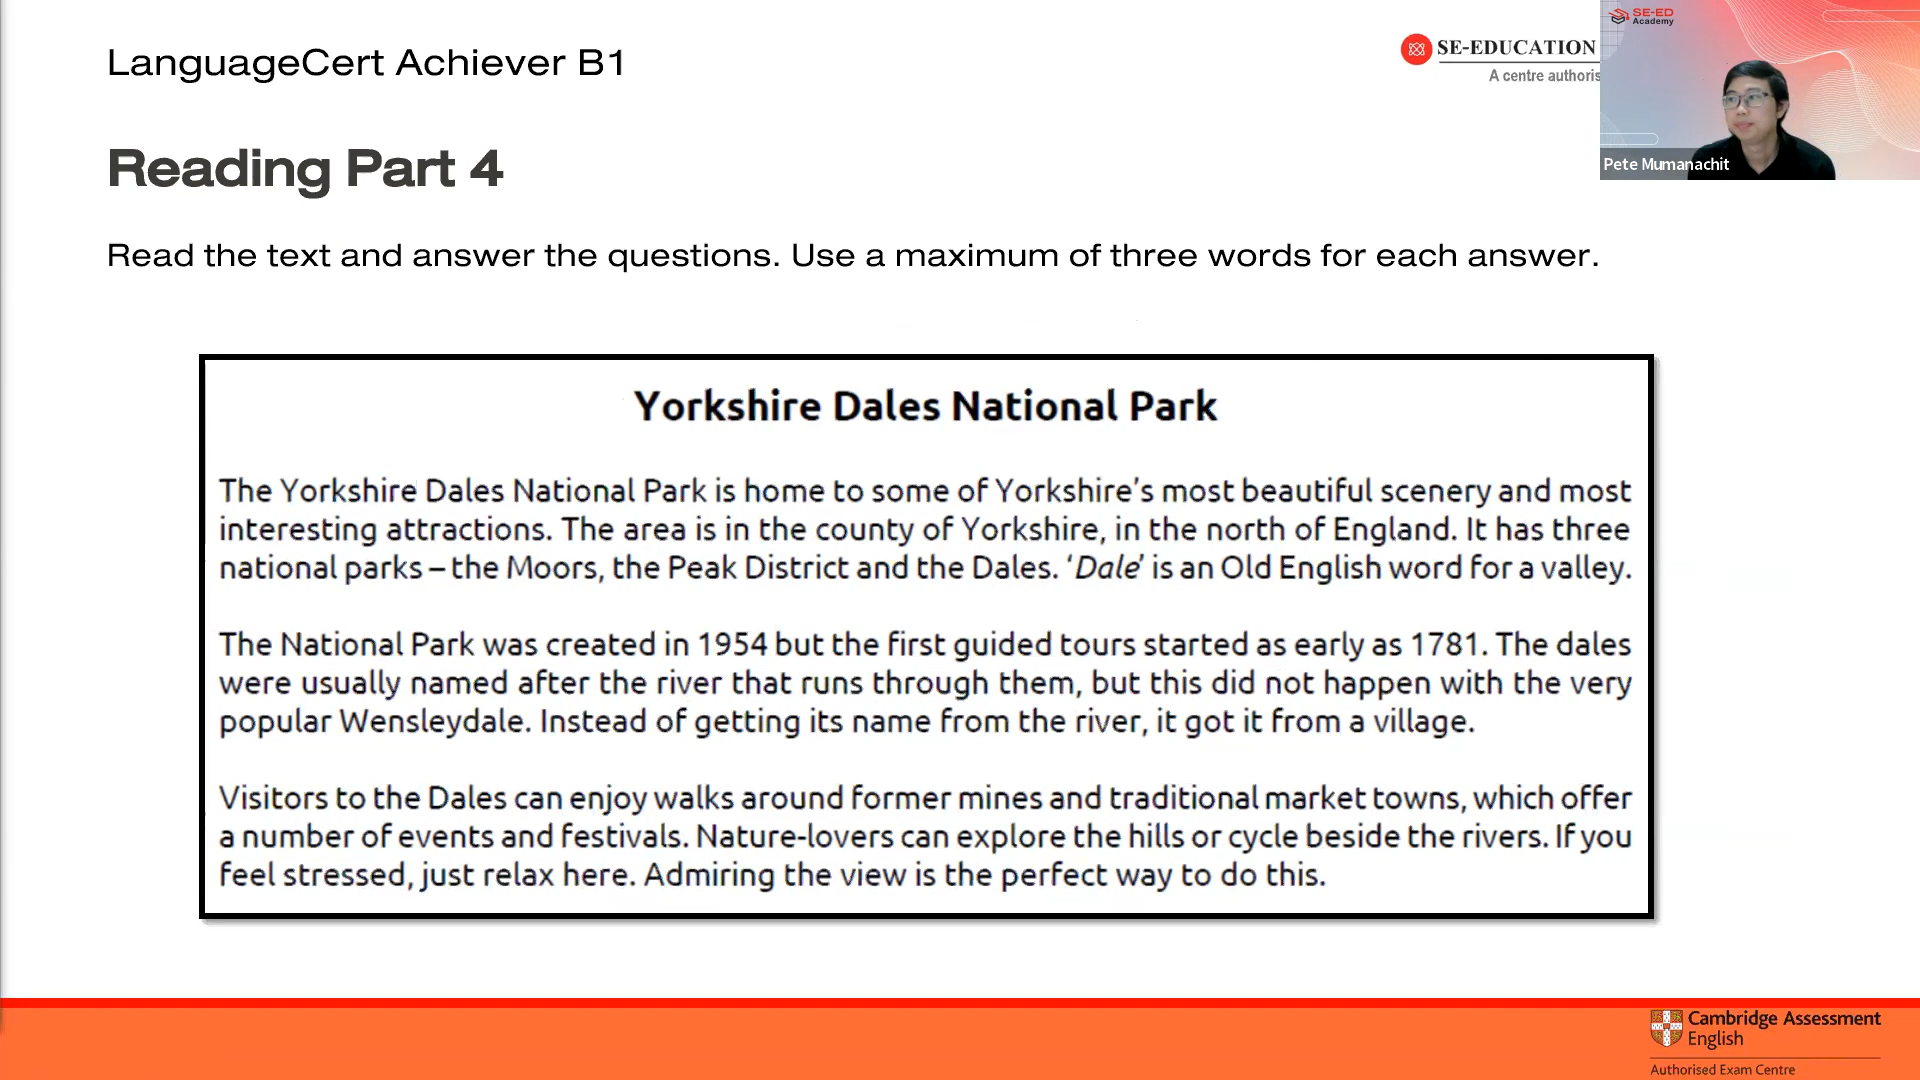 LanguageCert Achiever B1
SE-EDUCATION
A centre authoris
SE-ED
Academy
Pete Mumanachit
Reading Part 4
Read the text and answer the questions. Use a maximum of three words for each answer.
Yorkshire Dales National Park
The Yorkshire Dales National Park is home to some of Yorkshire's most beautiful scenery and most
interesting attractions. The area is in the county of Yorkshire, in the north of England. It has three
national parks – the Moors, the Peak District and the Dales. ‘Dale’ is an Old English word for a valley.
The National Park was created in 1954 but the first guided tours started as early as 1781. The dales
were usually named after the river that runs through them, but this did not happen with the very
popular Wensleydale. Instead of getting its name from the river, it got it from a village.
Visitors to the Dales can enjoy walks around former mines and traditional market towns, which offer
a number of events and festivals. Nature-lovers can explore the hills or cycle beside the rivers. If you
feel stressed, just relax here. Admiring the view is the perfect way to do this.
Cambridge Assessment
English
Authorised Exam Centre